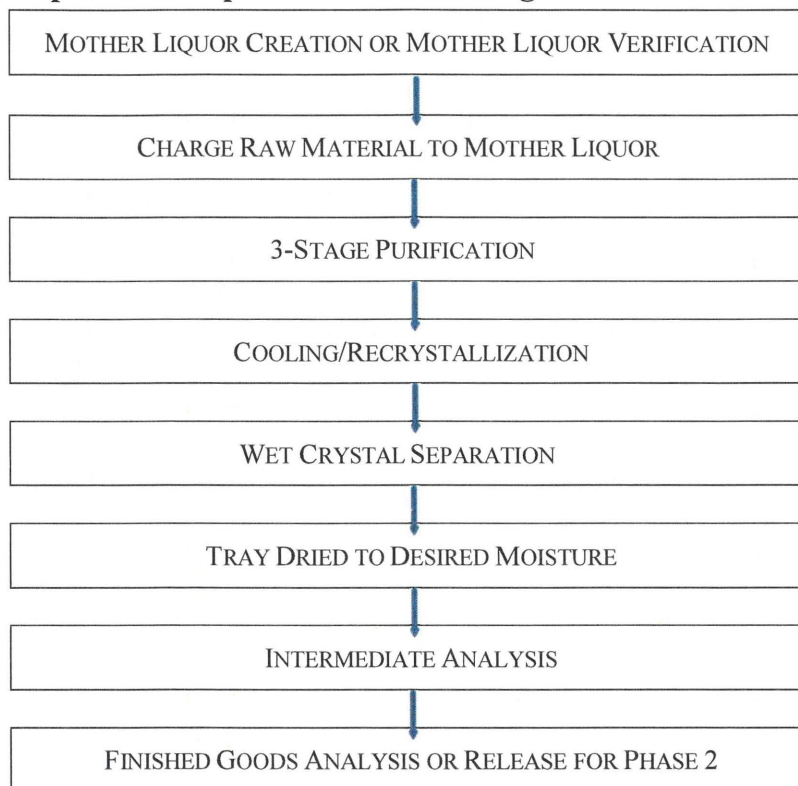 MOTHER LIQUOR CREATION OR MOTHER LIQUOR VERIFICATION
CHARGE RAW MATERIAL TO MOTHER LIQUOR
3-STAGE PURIFICATION
COOLING/RECRYSTALLIZATION
WET CRYSTAL SEPARATION
TRAY DRIED TO DESIRED MOISTURE
INTERMEDIATE ANALYSIS
FINISHED GOODS ANALYSIS OR RELEASE FOR PHASE 2